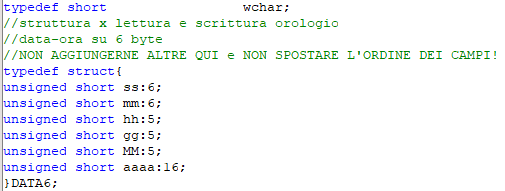 typedef short wchar;
//struttura x lettura e scrittura orologio
//data-ora su 6 byte
//NON AGGIUNGERNE ALTRE QUI e NON SPOSTARE L'ORDINE DEI CAMPI!
typedef struct{
unsigned short ss:6;
unsigned short mm:6;
unsigned short hh:5;
unsigned short gg:5;
unsigned short MM:5;
unsigned short aaaa:16;
}DATA6;